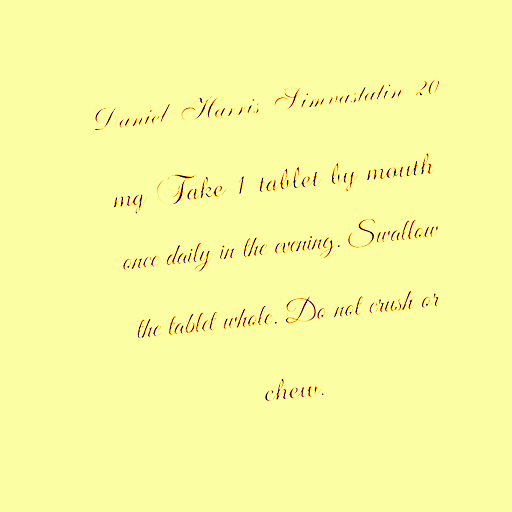 Daniel Harris Simvastatin 20
mg Take 1 tablet by mouth
once daily in the evening. Swallow
the tablet whole. Do not crush or
chew.